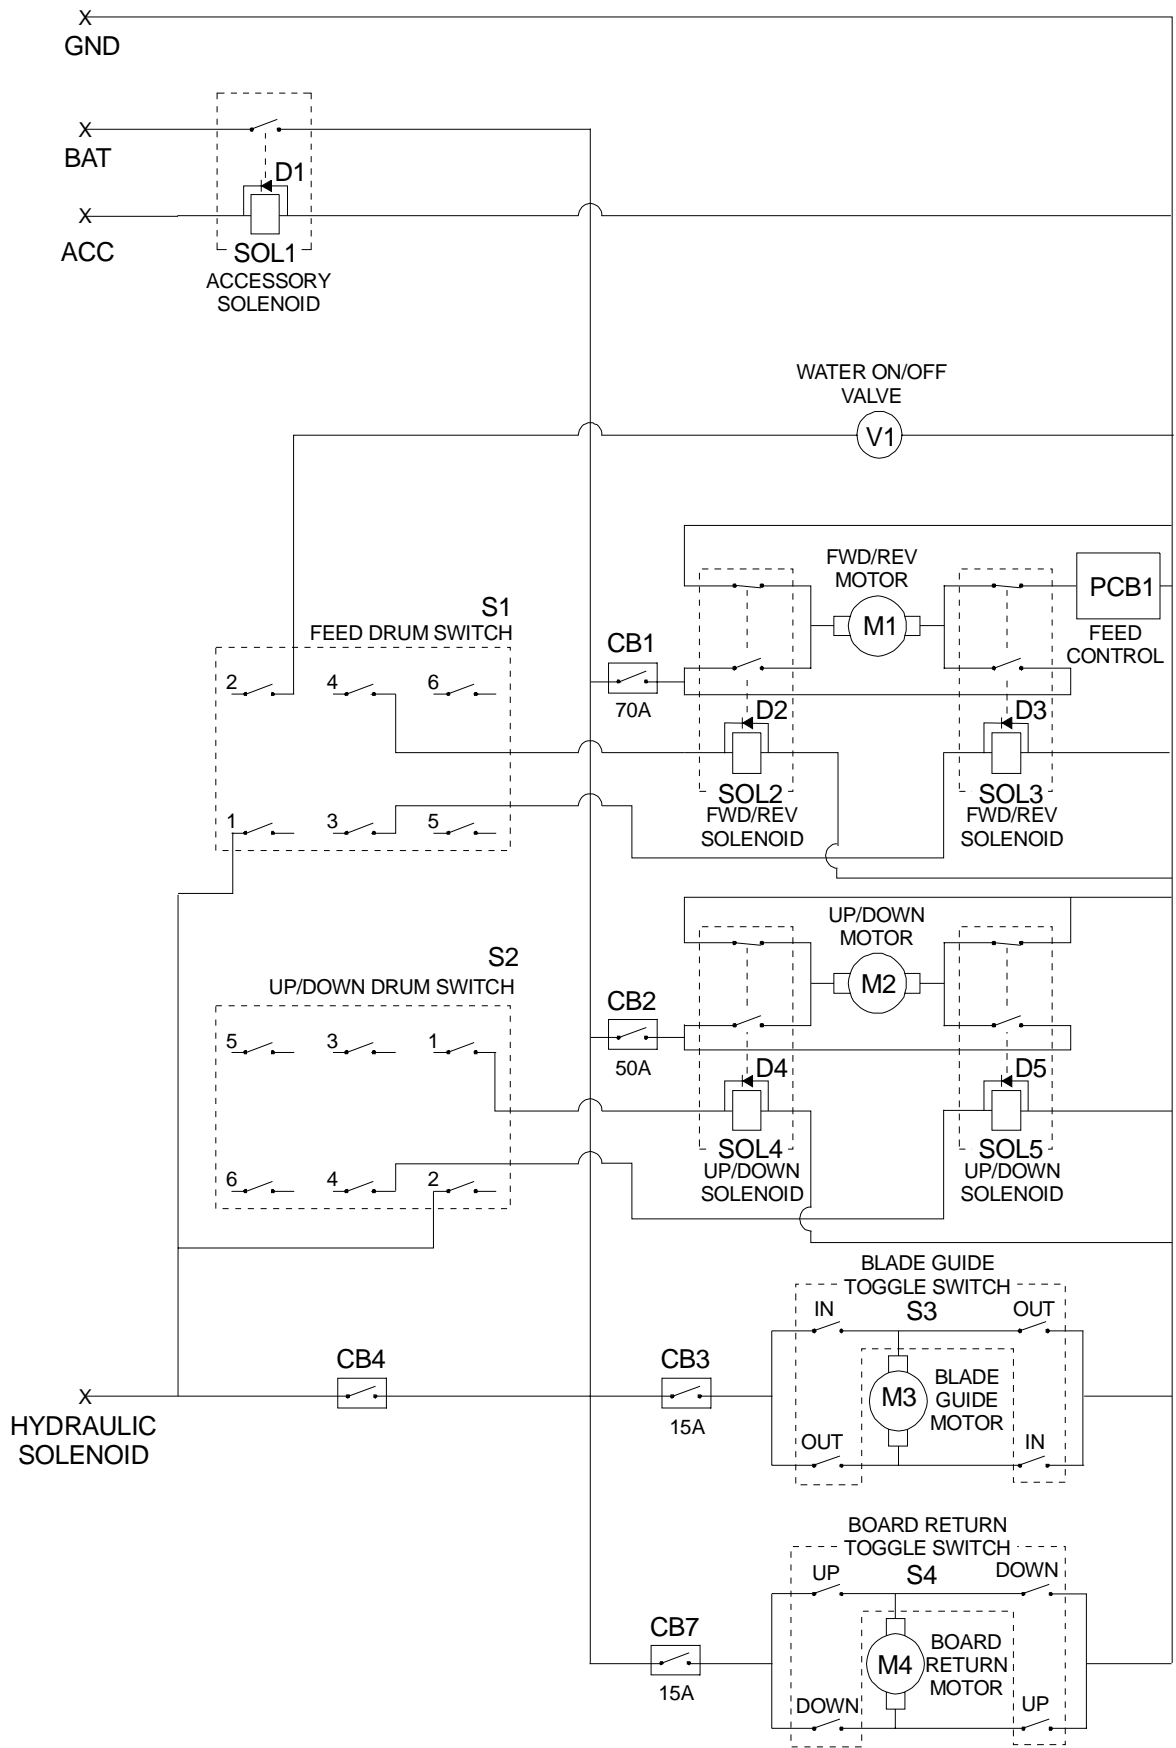 X
GND
X
BAT
D1
X
ACC
SOL1
ACCESSORY
SOLENOID
WATER ON/OFF
VALVE
V1
FWD/REV
MOTOR
M1
PCB1
FEED
CONTROL
S1
FEED DRUM SWITCH
2
4
6
1
3
5
CB1
70A
D2
SOL2
FWD/REV
SOLENOID
D3
SOL3
FWD/REV
SOLENOID
UP/DOWN
MOTOR
M2
S2
UP/DOWN DRUM SWITCH
5
3
1
6
4
2
CB2
50A
D4
SOL4
UP/DOWN
SOLENOID
D5
SOL5
UP/DOWN
SOLENOID
BLADE GUIDE
TOGGLE SWITCH
S3
IN
OUT
CB4
CB3
15A
M3
BLADE
GUIDE
MOTOR
OUT
IN
X
HYDRAULIC
SOLENOID
BOARD RETURN
TOGGLE SWITCH
S4
UP
DOWN
CB7
15A
M4
BOARD
RETURN
MOTOR
DOWN
UP